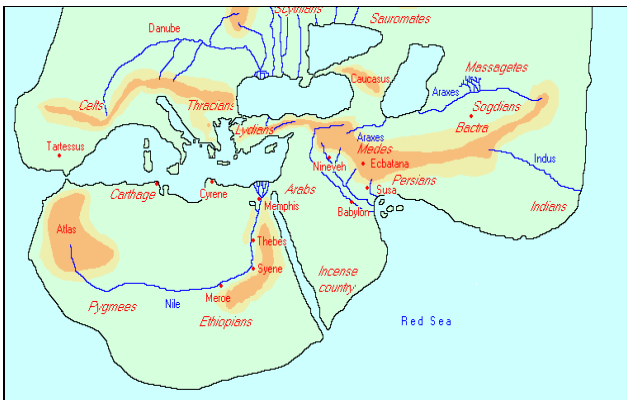 Scythians
Sauromates
Danube
Caucasus
Massagetes
Araxes
Celts
Thracians
Sogdians
Bactra
Lydians
Araxes
Medes
Tartessus
Nineveh
Ecbatana
Indus
Persians
Susa
Carthage
Cyrene
Arabs
Memphis
Babylon
Indians
Atlas
Thebes
Syene
Incense
country
Meroe
Pygmees
Nile
Ethiopians
Red Sea